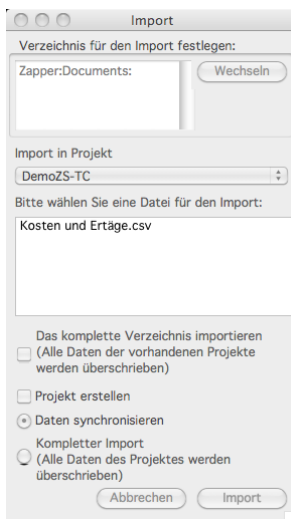 Import
Verzeichnis für den Import festlegen:
Zapper:Documents:
Wechseln
Import in Projekt
DemoZS-TC
Bitte wählen Sie eine Datei für den Import:
Kosten und Ertäge.csv
Das komplette Verzeichnis importieren
(Alle Daten der vorhandenen Projekte
werden überschrieben)
Projekt erstellen
Daten synchronisieren
Kompletter Import
(Alle Daten des Projektes werden
überschrieben)
Abbrechen
Import